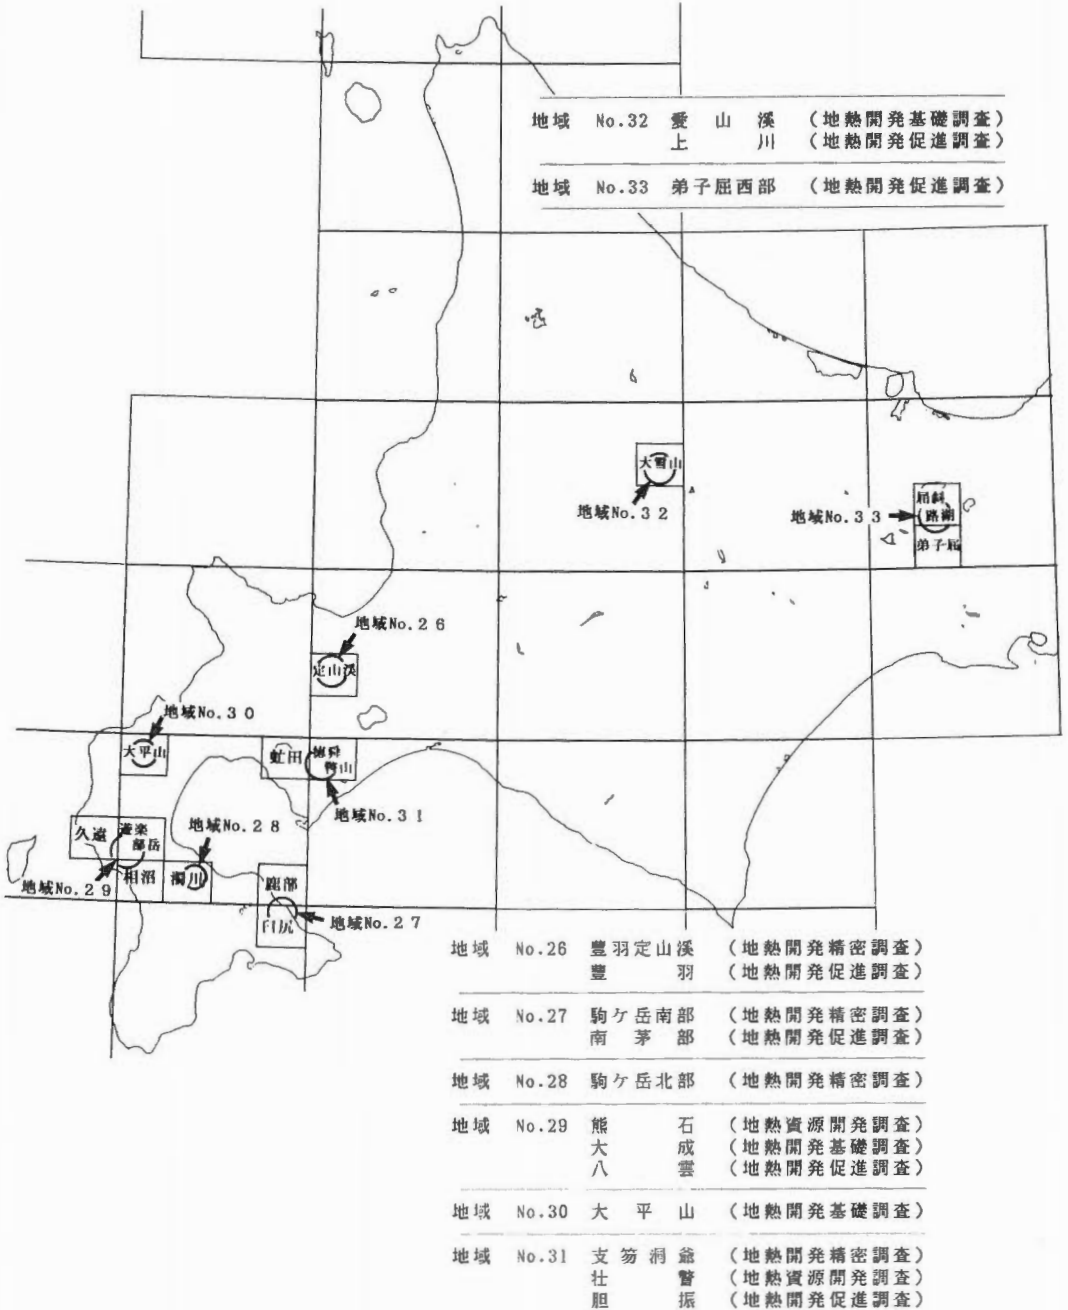 地域 No.32 愛山渓 (地熱開発基礎調査)
上川 (地熱開発促進調査)
地域 No.33 弟子屈西部 (地熱開発促進調査)
大雪山
地域No.32
地域No.33
屈斜
路湖
弟子屈
地域No.26
定山渓
地域No.30
大平山
虻田
徳舜
瞥山
地域No.31
地域No.28
久遠
遊楽
部岳
相沼
濁川
地域No.29
鹿部
臼尻
地域No.27
地域 No.26 豊羽定山渓 (地熱開発精密調査)
豊羽 (地熱開発促進調査)
地域 No.27 駒ケ岳南部 (地熱開発精密調査)
南茅部 (地熱開発促進調査)
地域 No.28 駒ケ岳北部 (地熱開発精密調査)
地域 No.29 熊石 (地熱資源開発調査)
大成 (地熱開発基礎調査)
八雲 (地熱開発促進調査)
地域 No.30 大平山 (地熱開発基礎調査)
地域 No.31 支笏洞爺 (地熱開発精密調査)
壮瞥 (地熱資源開発調査)
胆振 (地熱開発促進調査)